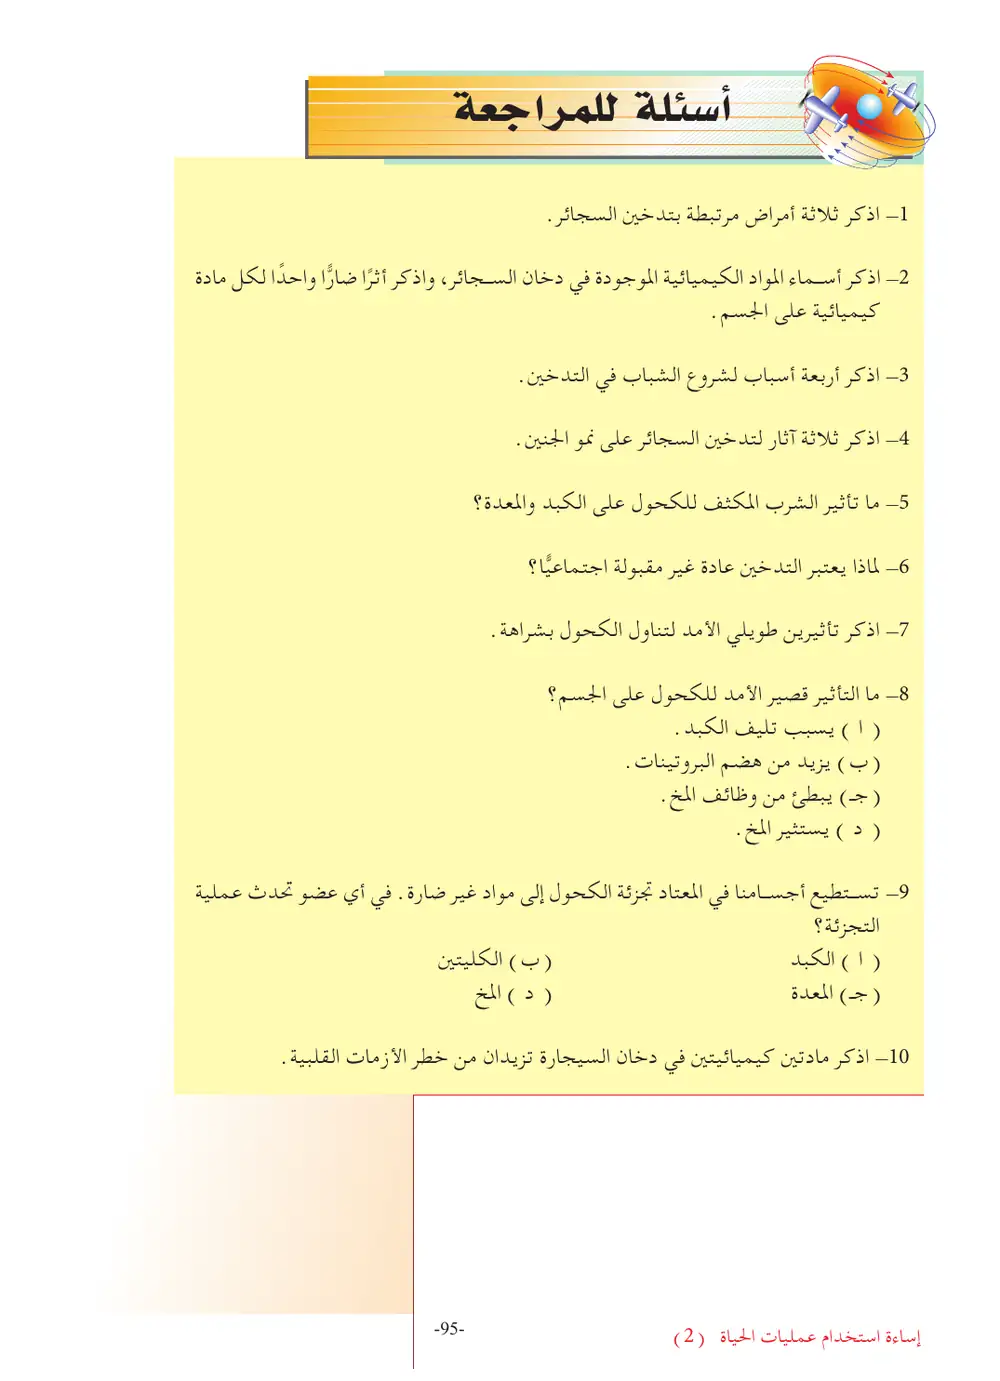 أسئلة للمراجعة
1– اذكر ثلاثة أمراض مرتبطة بتدخين السجائر.
2– اذكر أسماء المواد الكيميائية الموجودة في دخان السجائر، واذكر أثرًا ضارًّا واحدًا لكل مادة
كيميائية على الجسم.
3– اذكر أربعة أسباب لشروع الشباب في التدخين.
4– اذكر ثلاثة آثار لتدخين السجائر على نمو الجنين.
5– ما تأثير الشرب المكثف للكحول على الكبد والمعدة؟
6– لماذا يعتبر التدخين عادة غير مقبولة اجتماعيًّا؟
7– اذكر تأثيرين طويلي الأمد لتناول الكحول بشراهة.
8– ما التأثير قصير الأمد للكحول على الجسم؟
( ا ) يسبب تليف الكبد.
(ب) يزيد من هضم البروتينات.
(جـ) يبطئ من وظائف المخ.
( د ) يستثير المخ.
9– تستطيع أجسامنا في المعتاد تجزئة الكحول إلى مواد غير ضارة. في أي عضو تحدث عملية
التجزئة؟
( ا ) الكبد (ب) الكليتين
(جـ) المعدة ( د ) المخ
10– اذكر مادتين كيميائيتين في دخان السيجارة تزيدان من خطر الأزمات القلبية.
إساءة استخدام عمليات الحياة (2)
-95-